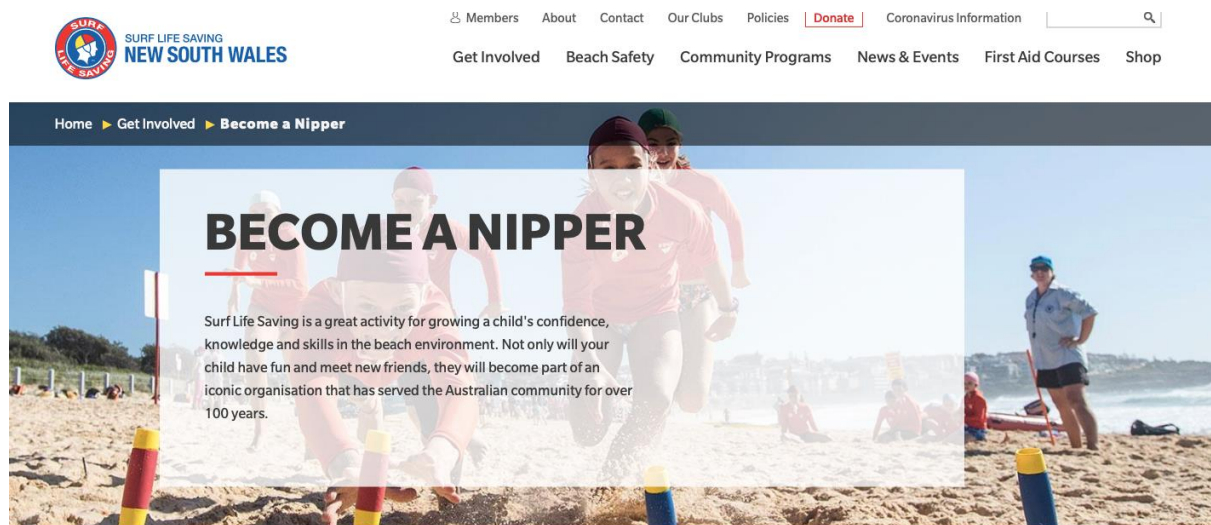 Members About Contact Our Clubs Policies Donate Coronavirus Information
SURF LIFE SAVING
SURF LIFE SAVING
NEW SOUTH WALES
Get Involved Beach Safety Community Programs News & Events First Aid Courses Shop
Home ► Get Involved ► Become a Nipper
BECOME A NIPPER
Surf Life Saving is a great activity for growing a child's confidence,
knowledge and skills in the beach environment. Not only will your
child have fun and meet new friends, they will become part of an
iconic organisation that has served the Australian community for over
100 years.